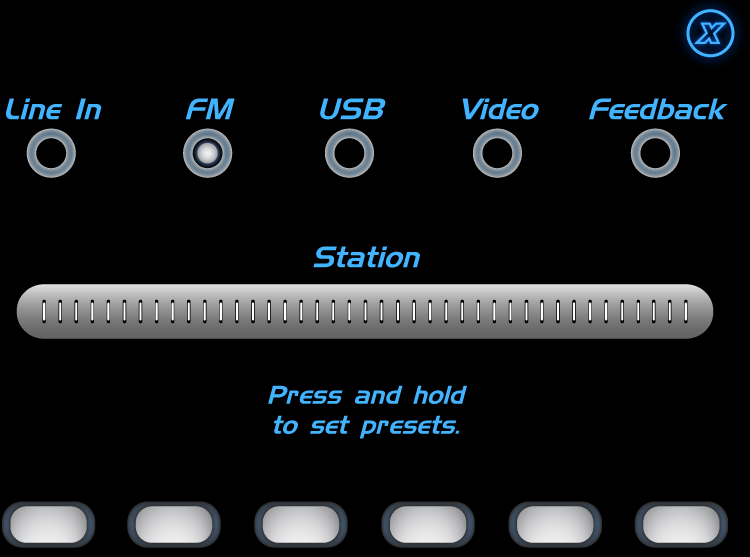 X
Line In FM USB Video Feedback
Station
Press and hold
to set presets.